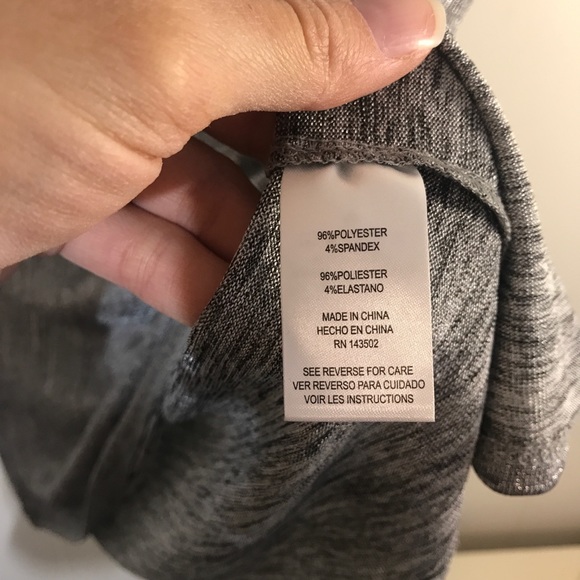 96%POLYESTER
4%SPANDEX
96%POLIESTER
4%ELASTANO
MADE IN CHINA
HECHO EN CHINA
RN 143502
SEE REVERSE FOR CARE
VER REVERSO PARA CUIDADO
VOIR LES INSTRUCTIONS